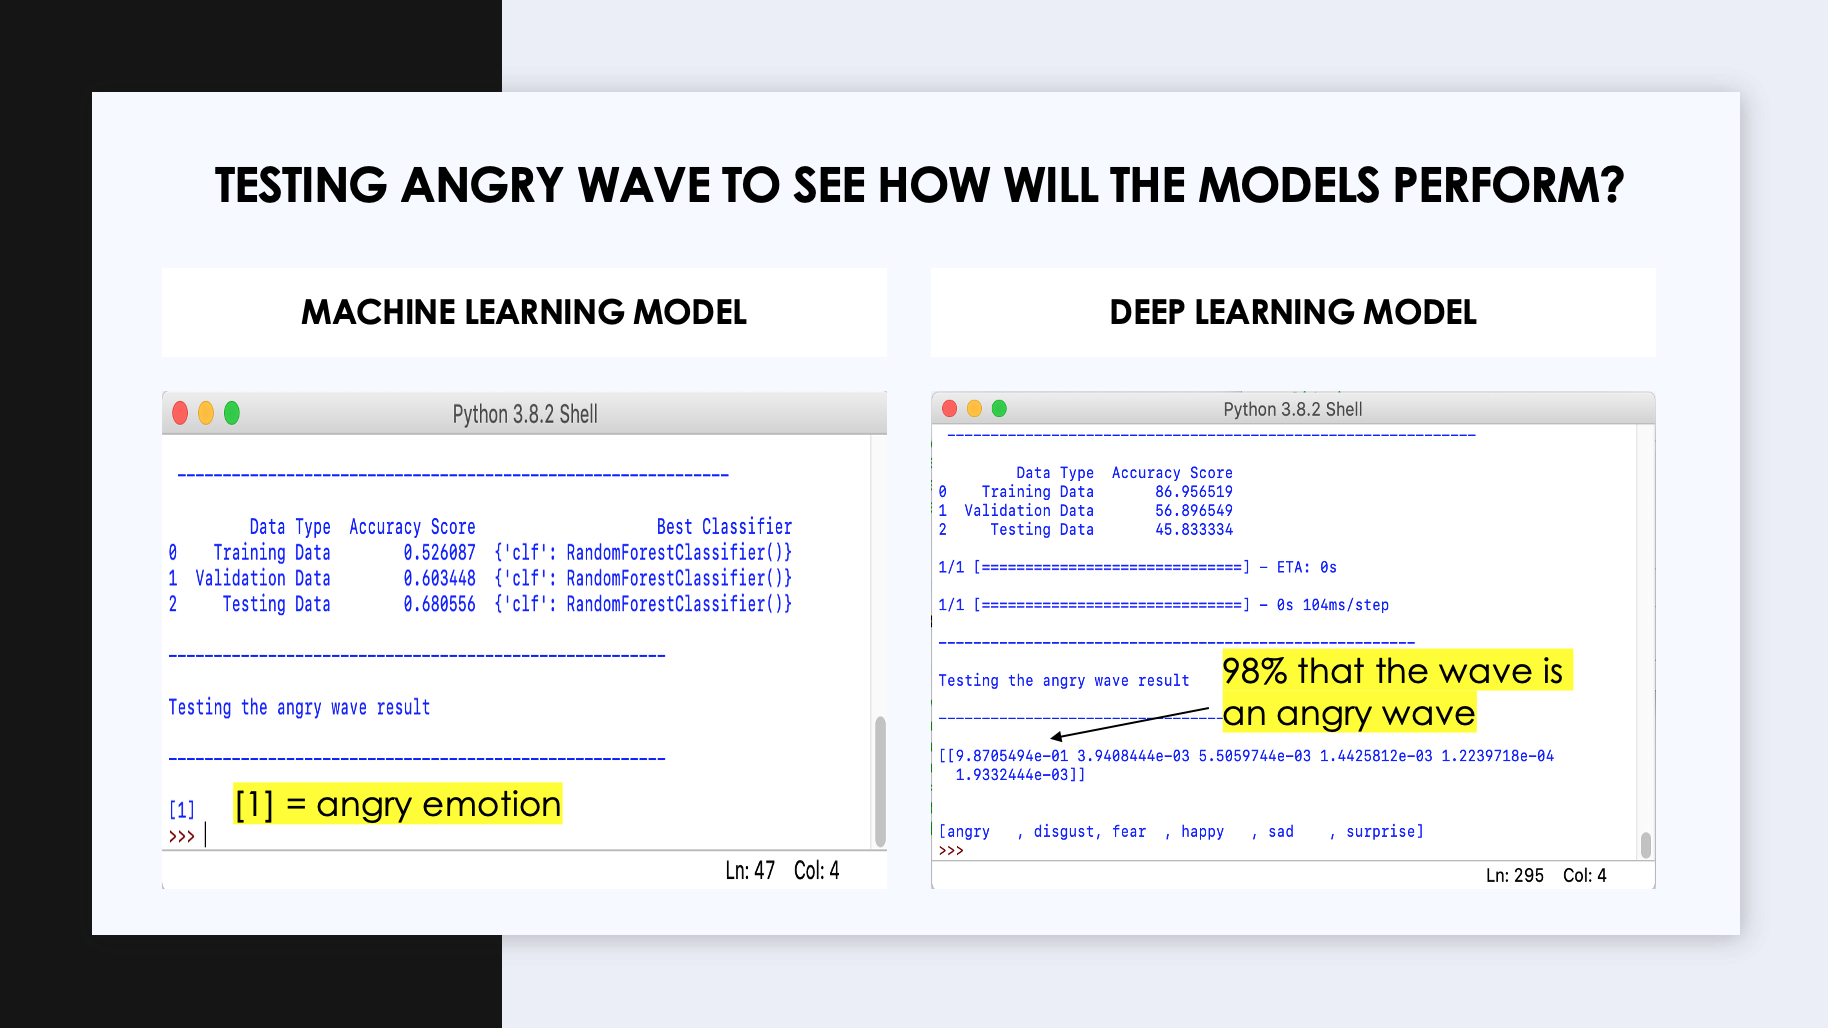 TESTING ANGRY WAVE TO SEE HOW WILL THE MODELS PERFORM?
MACHINE LEARNING MODEL
Python 3.8.2 Shell
------------------------------------------------------------
Data Type  Accuracy Score                    Best Classifier
0    Training Data        0.526087  {'clf': RandomForestClassifier()}
1  Validation Data        0.603448  {'clf': RandomForestClassifier()}
2     Testing Data        0.680556  {'clf': RandomForestClassifier()}
------------------------------------------------------
Testing the angry wave result
------------------------------------------------------
[1]
[1] = angry emotion
>>>
Ln: 47  Col: 4
DEEP LEARNING MODEL
Python 3.8.2 Shell
------------------------------------------------------------
Data Type  Accuracy Score
0    Training Data       86.956519
1  Validation Data       56.896549
2     Testing Data       45.833334
1/1 [==============================] - ETA: 0s
1/1 [==============================] - 0s 104ms/step
------------------------------------------------------
Testing the angry wave result
98% that the wave is
an angry wave
------------------------------------------------------
[[9.8705494e-01 3.9408444e-03 5.5059744e-03 1.4425812e-03 1.2239718e-04
1.9332444e-03]]
[angry   , disgust, fear  , happy   , sad    , surprise]
>>>
Ln: 295  Col: 4